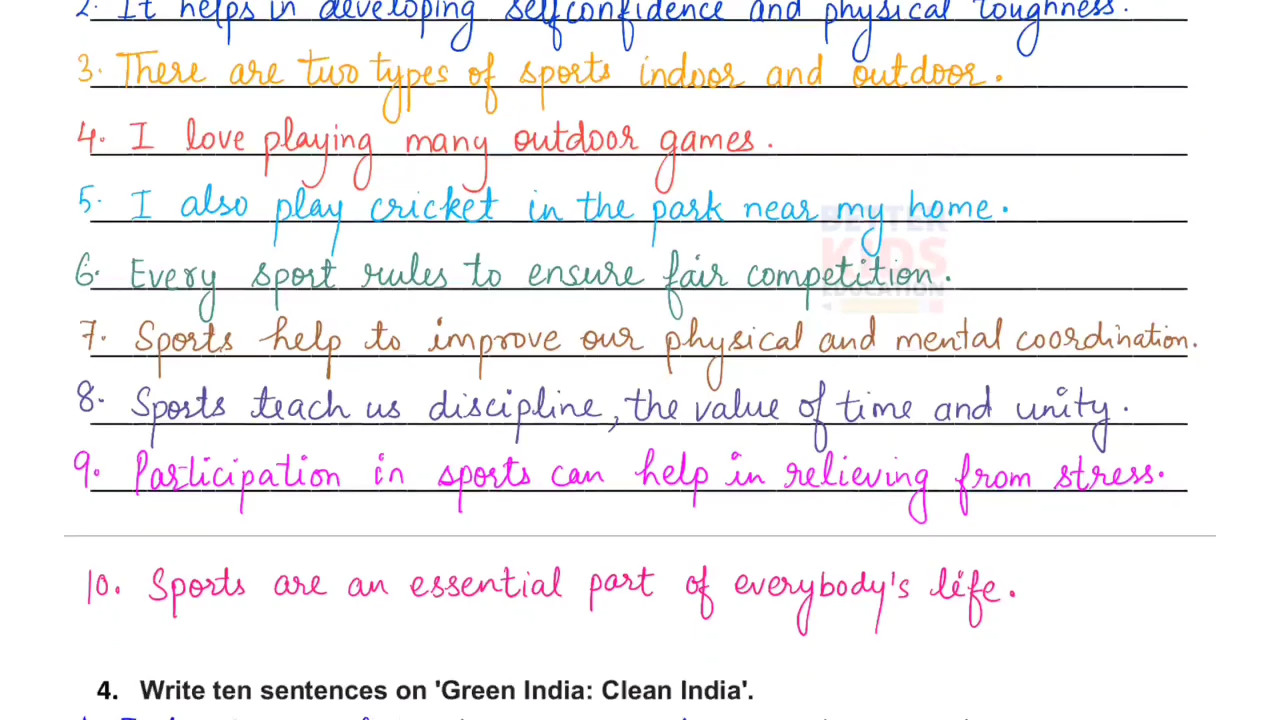 2. It helps in developing selfconfidence and physical toughness.
3. There are two types of sports indoor and outdoor.
4. I love playing many outdoor games.
5. I also play cricket in the park near my home.
BETTER
KIDS
EDUCATION
6. Every sport rules to ensure fair competition.
7. Sports help to improve our physical and mental coordination.
8. Sports teach us discipline, the value of time and unity.
9. Participation in sports can help in relieving from stress.
10. Sports are an essential part of everybody's life.
4. Write ten sentences on 'Green India: Clean India'.